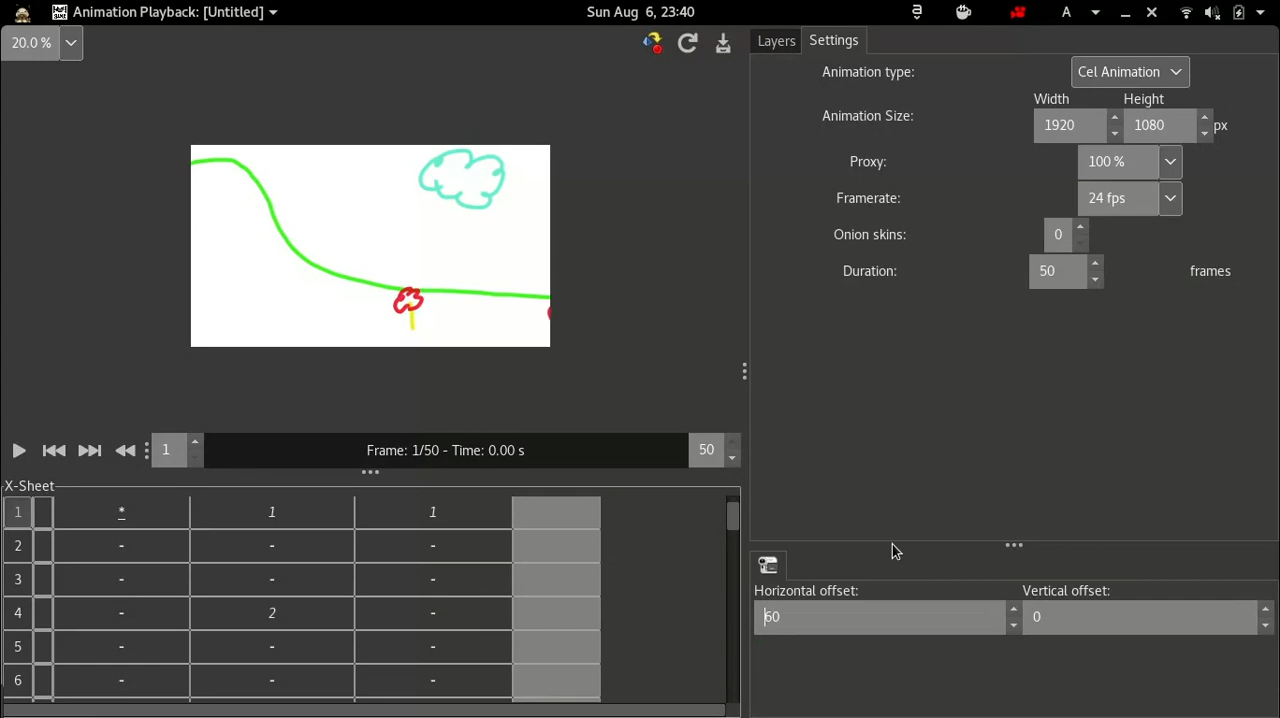 Animation Playback: [Untitled]
Sun Aug 6, 23:40
a
A
20.0 %
Layers
Settings
Animation type:
Cel Animation
Width
Height
Animation Size:
1920
1080
px
Proxy:
100 %
Framerate:
24 fps
Onion skins:
0
Duration:
50
frames
1
Frame: 1/50 - Time: 0.00 s
50
X-Sheet
1 * 1 1
2 - - -
3 - - -
4 - 2 -
5 - - -
6 - - -
Horizontal offset:
Vertical offset:
60
0